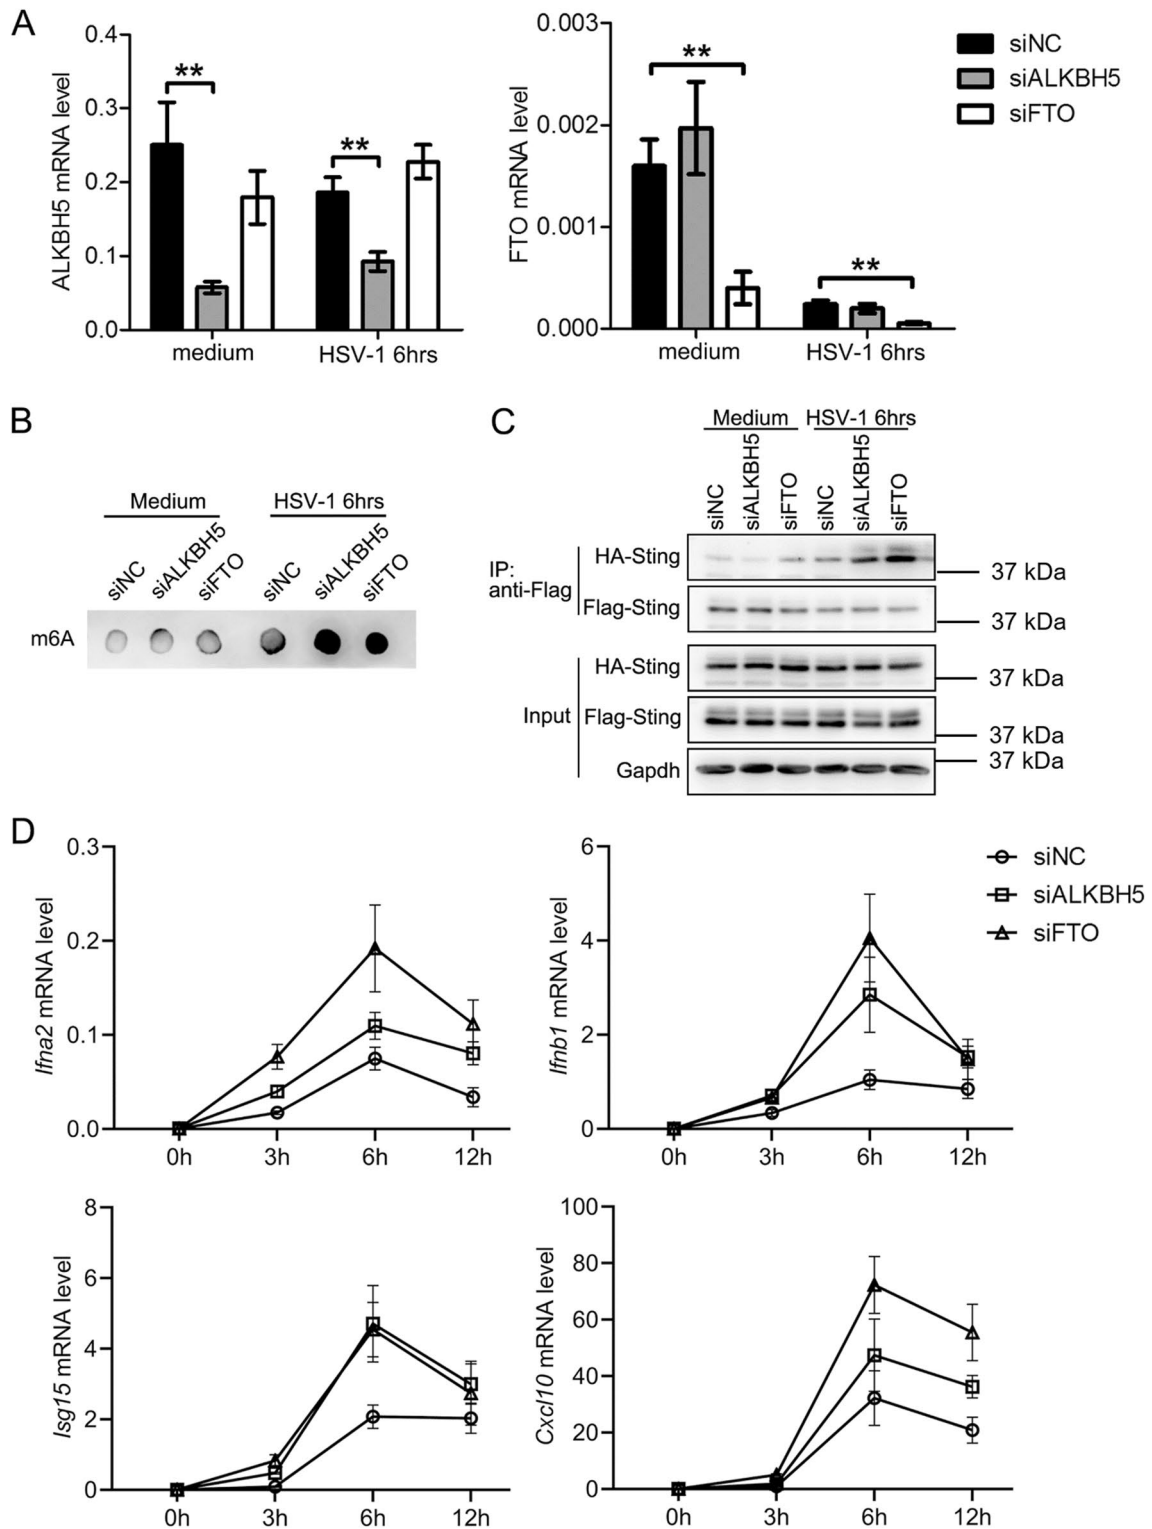 A
ALKBH5 mRNA level
0.4
0.3
0.2
0.1
0.0
**
**
medium
HSV-1 6hrs
FTO mRNA level
0.003
0.002
0.001
0.000
**
**
medium
HSV-1 6hrs
siNC
siALKBH5
siFTO
B
Medium
HSV-1 6hrs
siNC
siALKBH5
siFTO
siNC
siALKBH5
siFTO
m6A
C
Medium
HSV-1 6hrs
siNC
siALKBH5
siFTO
siNC
siALKBH5
siFTO
IP:
anti-Flag
HA-Sting
37 kDa
Flag-Sting
37 kDa
Input
HA-Sting
37 kDa
Flag-Sting
37 kDa
Gapdh
37 kDa
D
Ifna2 mRNA level
0.3
0.2
0.1
0.0
0h
3h
6h
12h
Ifnb1 mRNA level
6
4
2
0
0h
3h
6h
12h
siNC
siALKBH5
siFTO
Isg15 mRNA level
8
6
4
2
0
0h
3h
6h
12h
Cxcl10 mRNA level
100
80
60
40
20
0
0h
3h
6h
12h